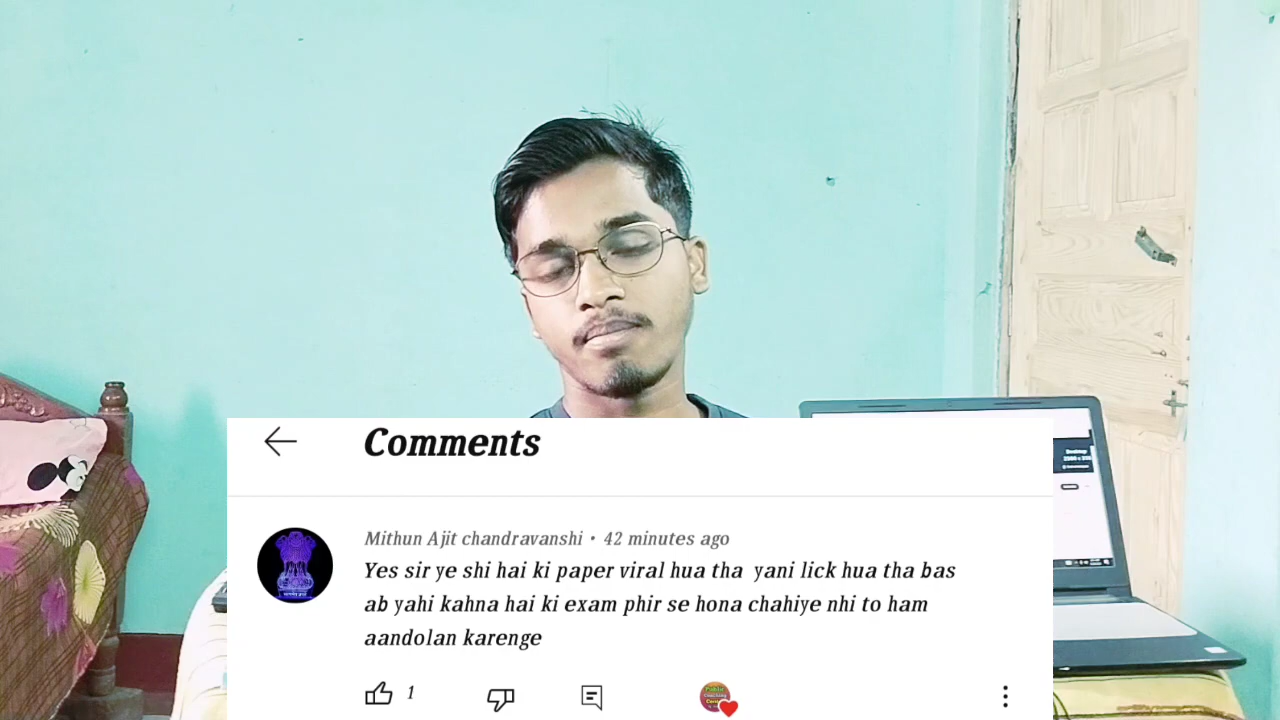 Comments
Mithun Ajit chandravanshi • 42 minutes ago
Yes sir ye shi hai ki paper viral hua tha yani lick hua tha bas
ab yahi kahna hai ki exam phir se hona chahiye nhi to ham
aandolan karenge
1
Desktop